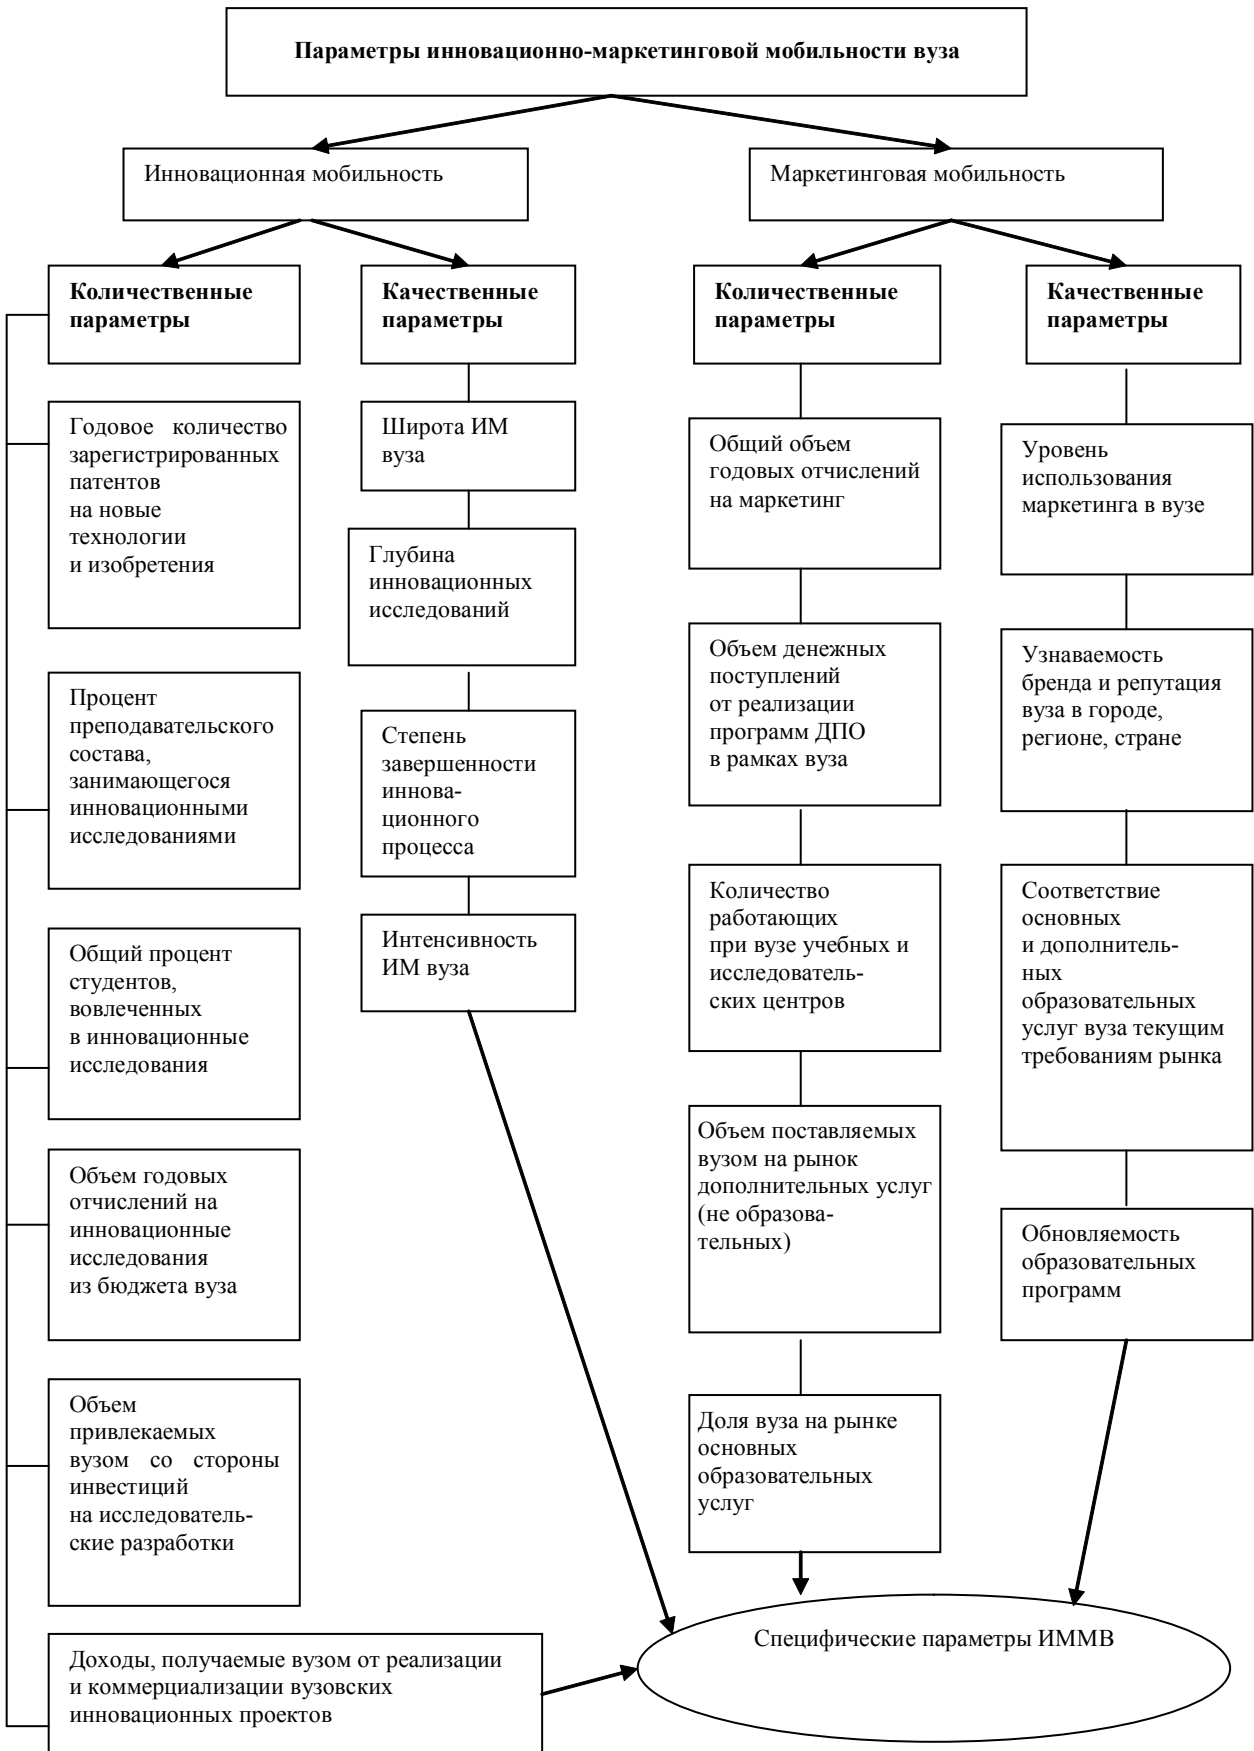 Параметры инновационно-маркетинговой мобильности вуза
Инновационная мобильность
Маркетинговая мобильность
Количественные
параметры
Качественные
параметры
Количественные
параметры
Качественные
параметры
Годовое количество
зарегистрированных
патентов
на новые
технологии
и изобретения
Процент
преподавательского
состава,
занимающегося
инновационными
исследованиями
Общий процент
студентов,
вовлеченных
в инновационные
исследования
Объем годовых
отчислений на
инновационные
исследования
из бюджета вуза
Объем
привлекаемых
вузом со стороны
инвестиций
на исследователь-
ские разработки
Доходы, получаемые вузом от реализации
и коммерциализации вузовских
инновационных проектов
Широта ИМ
вуза
Глубина
инновационных
исследований
Степень
завершенности
иннова-
ционного
процесса
Интенсивность
ИМ вуза
Общий объем
годовых отчислений
на маркетинг
Объем денежных
поступлений
от реализации
программ ДПО
в рамках вуза
Количество
работающих
при вузе учебных и
исследователь-
ских центров
Объем поставляемых
вузом на рынок
дополнительных услуг
(не образова-
тельных)
Доля вуза на рынке
основных
образовательных
услуг
Уровень
использования
маркетинга в вузе
Узнаваемость
бренда и репутация
вуза в городе,
регионе, стране
Соответствие
основных
и дополнитель-
ных
образовательных
услуг вуза текущим
требованиям рынка
Обновляемость
образовательных
программ
Специфические параметры ИММВ